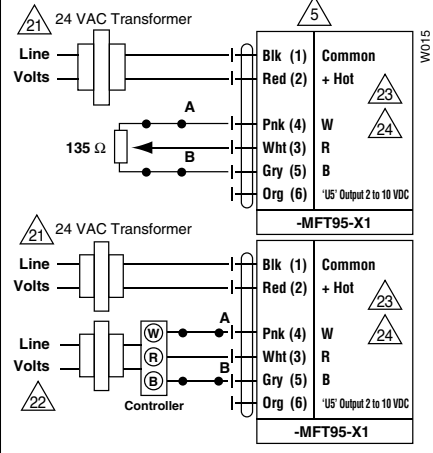 21 24 VAC Transformer 5
W015
Line
Volts
Blk (1) Common
Red (2) + Hot
23
A
Pnk (4) W 24
135 Ω
Wht (3) R
B
Gry (5) B
Org (6) 'U5' Output 2 to 10 VDC
-MFT95-X1
21 24 VAC Transformer
Line
Volts
Blk (1) Common
Red (2) + Hot
23
A
W Pnk (4) W 24
Line
R Wht (3) R
Volts
B
B Gry (5) B
22
Controller
Org (6) 'U5' Output 2 to 10 VDC
-MFT95-X1